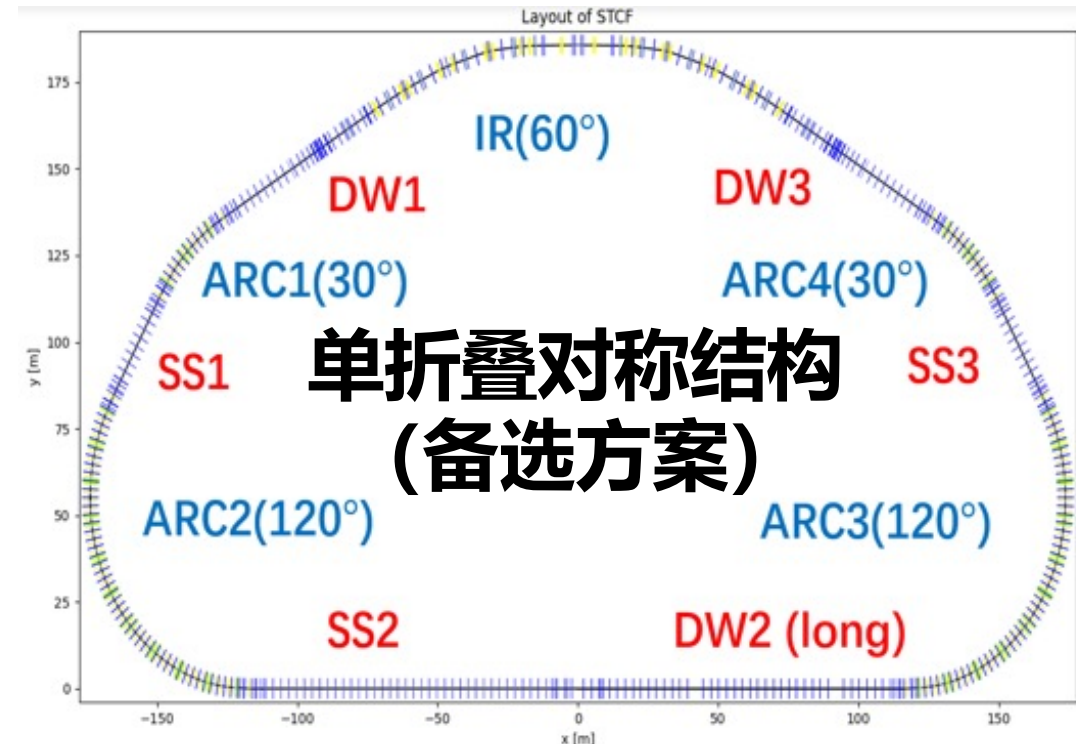 Layout of STCF
175
150
125
100
75
50
25
0
y [m]
IR(60°)
DW1
DW3
ARC1(30°)
ARC4(30°)
单折叠对称结构
SS1
SS3
(备选方案)
ARC2(120°)
ARC3(120°)
SS2
DW2 (long)
−150
−100
−50
0
50
100
150
x [m]